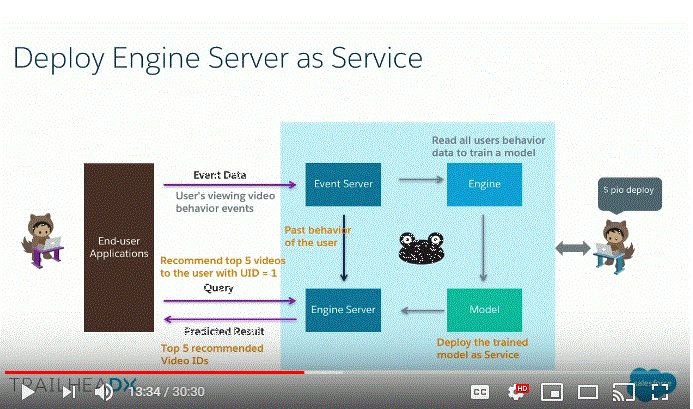 Deploy Engine Server as Service
Read all users behavior
data to train a model
Event Data
Event Server
Engine
5 pio deploy
User's viewing video
behavior events
Past behavior
of the user
End-user
Applications
Recommend top 5 videos
to the user with UID = 1
Query
Engine Server
Model
Predicted Result
Deploy the trained
model as Service
Top 5 recommended
Video IDs
TRAILHEADX
13:34 / 30:30
CC
HD